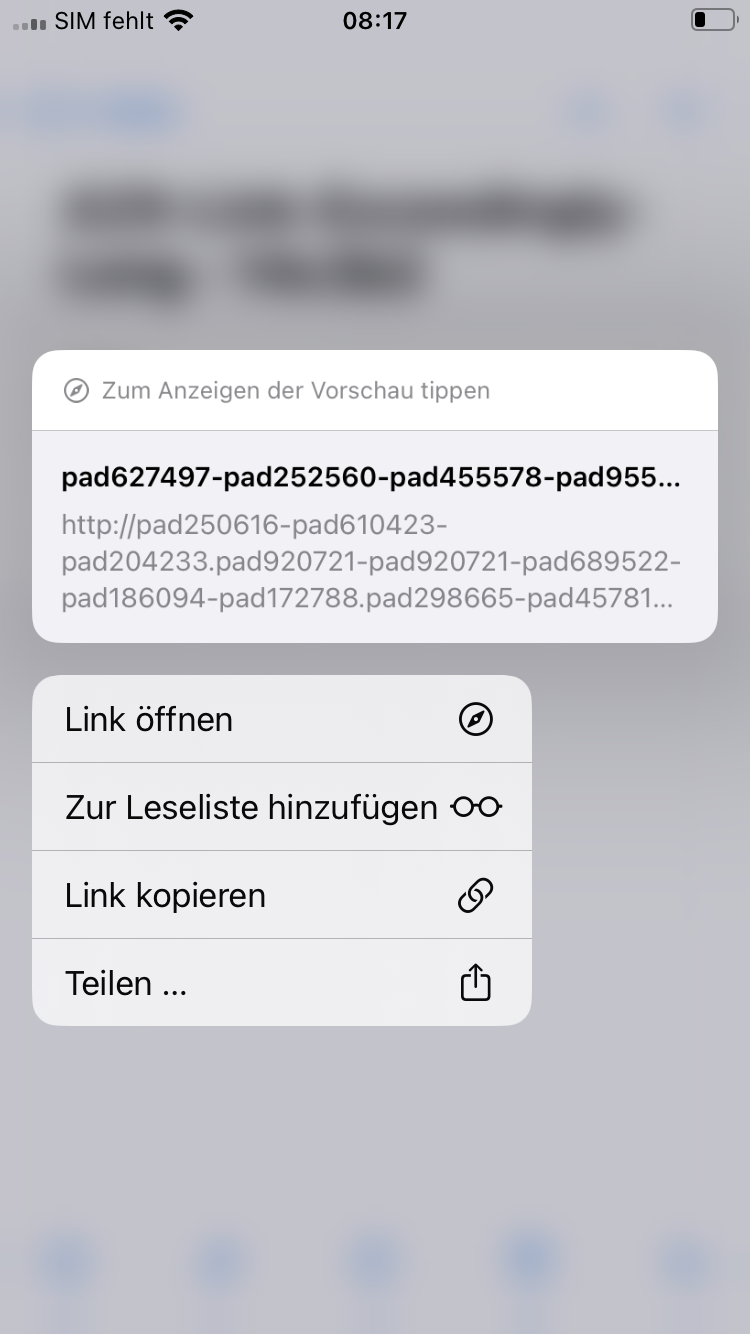 SIM fehlt
08:17
Zum Anzeigen der Vorschau tippen
pad627497-pad252560-pad455578-pad955...
http://pad250616-pad610423-
pad204233.pad920721-pad920721-pad689522-
pad186094-pad172788.pad298665-pad45781...
Link öffnen
Zur Leseliste hinzufügen
Link kopieren
Teilen ...